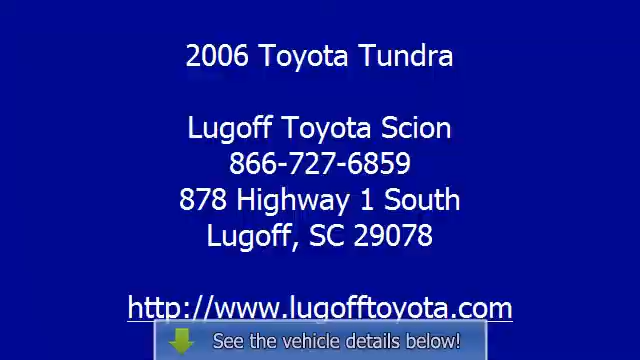 2006 Toyota Tundra
Lugoff Toyota Scion
866-727-6859
878 Highway 1 South
Lugoff, SC 29078
http://www.lugofftoyota.com
See the vehicle details below!